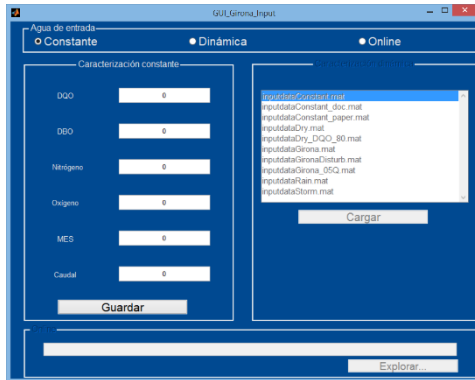 GUI_Girona_Input
Agua de entrada
Constante
Dinámica
Online
Caracterización constante
DQO
0
DBO
0
Nitrógeno
0
Oxígeno
0
MES
0
Caudal
0
Guardar
inputdataConstant.mat
inputdataConstant_doc.mat
inputdataConstant_paper.mat
inputdataDry.mat
inputdataDry_DQO_80.mat
inputdataGirona.mat
inputdataGironaDisturb.mat
inputdataGirona_05Q.mat
inputdataRain.mat
inputdataStorm.mat
Cargar
Online
Explorar...